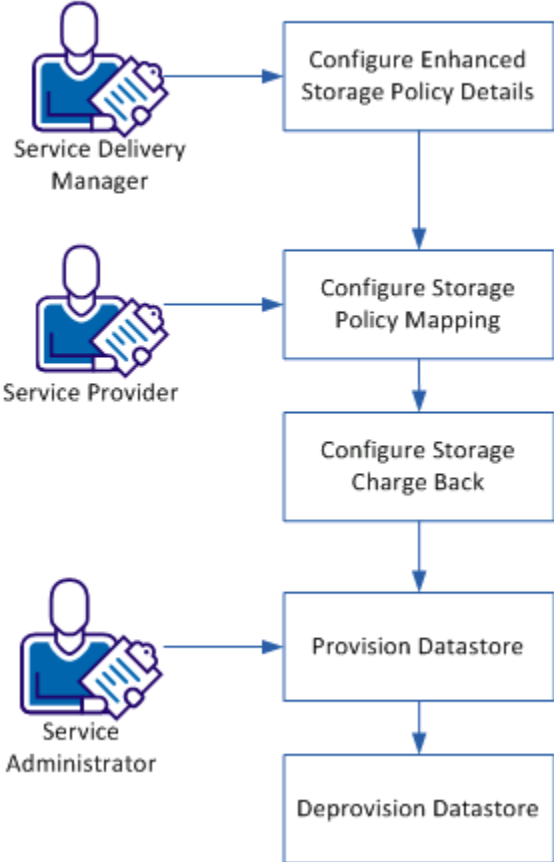 Configure Enhanced
Storage Policy Details
Service Delivery
Manager
Configure Storage
Policy Mapping
Service Provider
Configure Storage
Charge Back
Provision Datastore
Service
Administrator
Deprovision Datastore